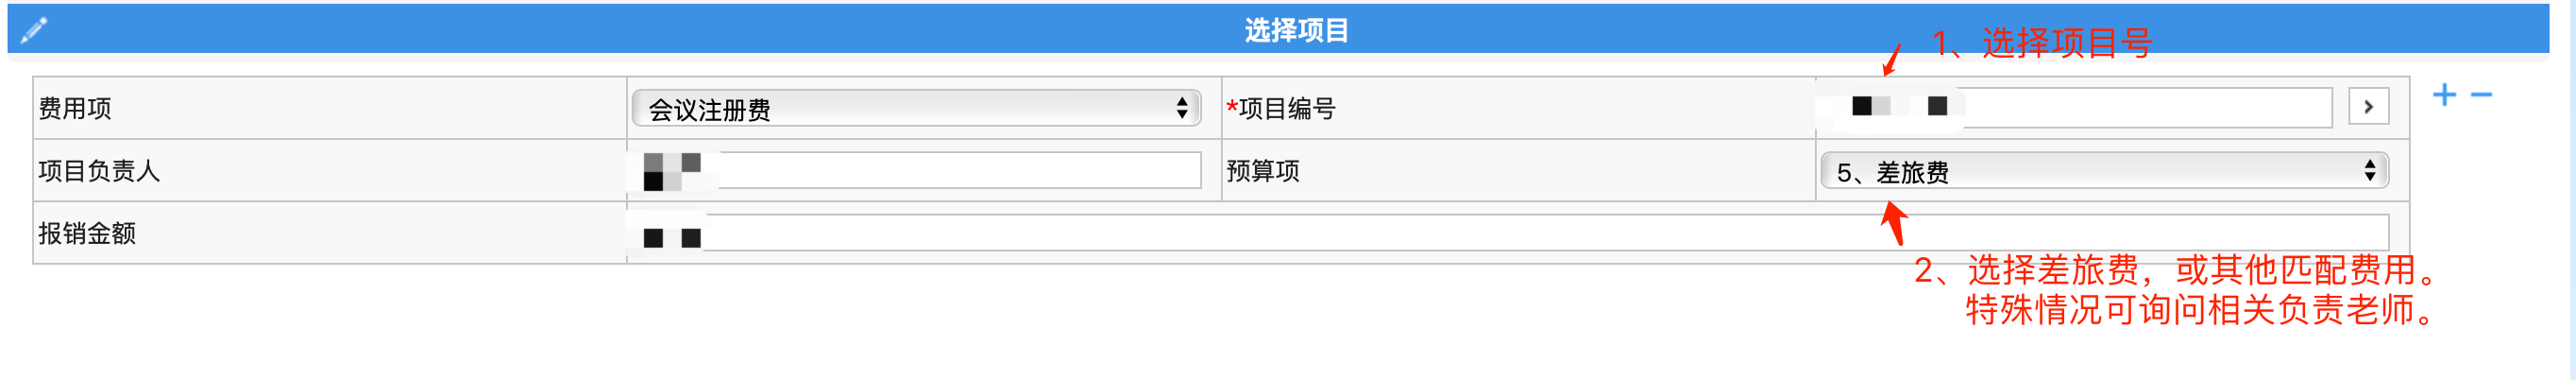 选择项目
1、选择项目号
费用项 会议注册费 *项目编号
项目负责人 预算项 5、差旅费
报销金额
2、选择差旅费，或其他匹配费用。
特殊情况可询问相关负责老师。